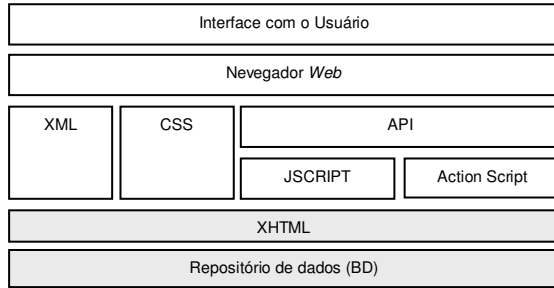 Interface com o Usuário
Nevegador Web
XML CSS API
JSCRIPT Action Script
XHTML
Repositório de dados (BD)